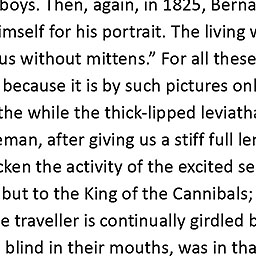 boys. Then, again, in 1825, Berna
imself for his portrait. The living
us without mittens.” For all these
because it is by such pictures onl
the while the thick-lipped leviath
eman, after giving us a stiff full le
cken the activity of the excited se
but to the King of the Cannibals;
e traveller is continually girdled b
blind in their mouths, was in tha